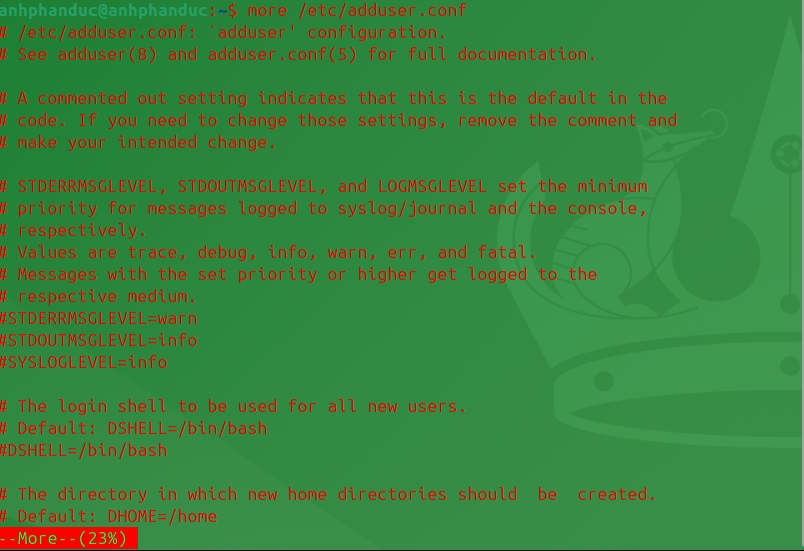 anhphanduc@anhphanduc:~$ more /etc/adduser.conf
# /etc/adduser.conf: `adduser' configuration.
# See adduser(8) and adduser.conf(5) for full documentation.
# A commented out setting indicates that this is the default in the
# code. If you need to change those settings, remove the comment and
# make your intended change.
# STDERRMSGLEVEL, STDOUTMSGLEVEL, and LOGMSGLEVEL set the minimum
# priority for messages logged to syslog/journal and the console,
# respectively.
# Values are trace, debug, info, warn, err, and fatal.
# Messages with the set priority or higher get logged to the
# respective medium.
#STDERRMSGLEVEL=warn
#STDOUTMSGLEVEL=info
#SYSLOGLEVEL=info
# The login shell to be used for all new users.
# Default: DSHELL=/bin/bash
#DSHELL=/bin/bash
# The directory in which new home directories should  be  created.
# Default: DHOME=/home
--More--(23%)